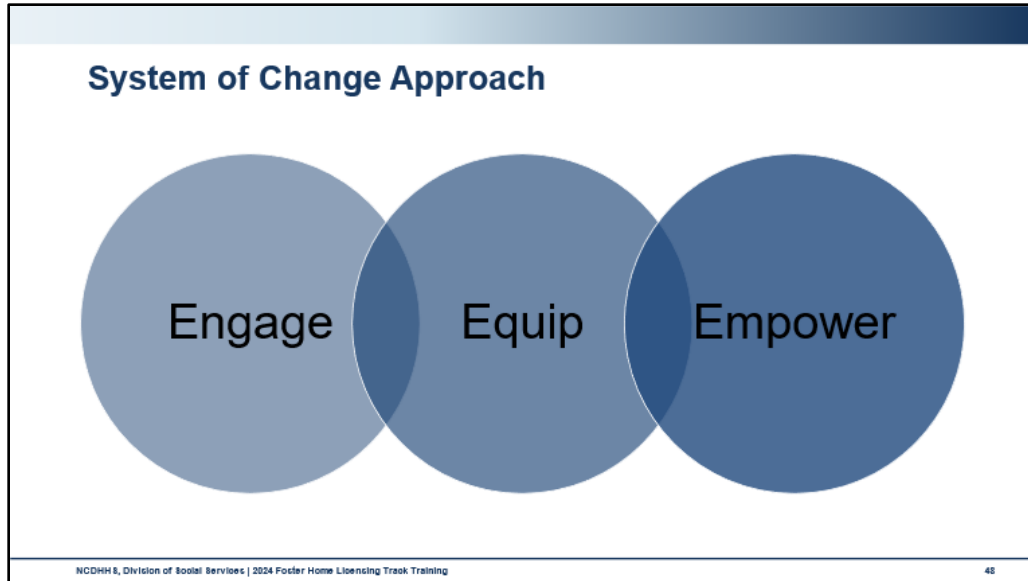 System of Change Approach
Engage
Equip
Empower
NCDHHS, Division of Social Services | 2024 Foster Home Licensing Track Training
48